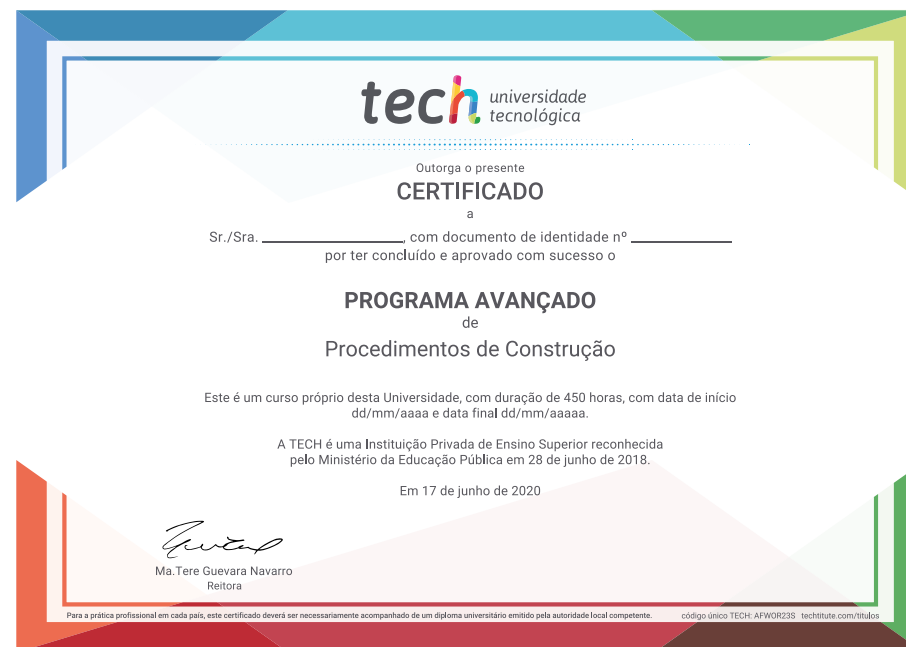 tech universidade
tecnológica
Outorga o presente
CERTIFICADO
a
Sr./Sra. ____________, com documento de identidade nº ____________
por ter concluído e aprovado com sucesso o
PROGRAMA AVANÇADO
de
Procedimentos de Construção
Este é um curso próprio desta Universidade, com duração de 450 horas, com data de início
dd/mm/aaaa e data final dd/mm/aaaaa.
A TECH é uma Instituição Privada de Ensino Superior reconhecida
pelo Ministério da Educação Pública em 28 de junho de 2018.
Em 17 de junho de 2020
Ma.Tere Guevara Navarro
Reitora
Para a prática profissional em cada país, este certificado deverá ser necessariamente acompanhado de um diploma universitário emitido pela autoridade local competente. código único TECH: AFWOR23S techtitute.com/titulos